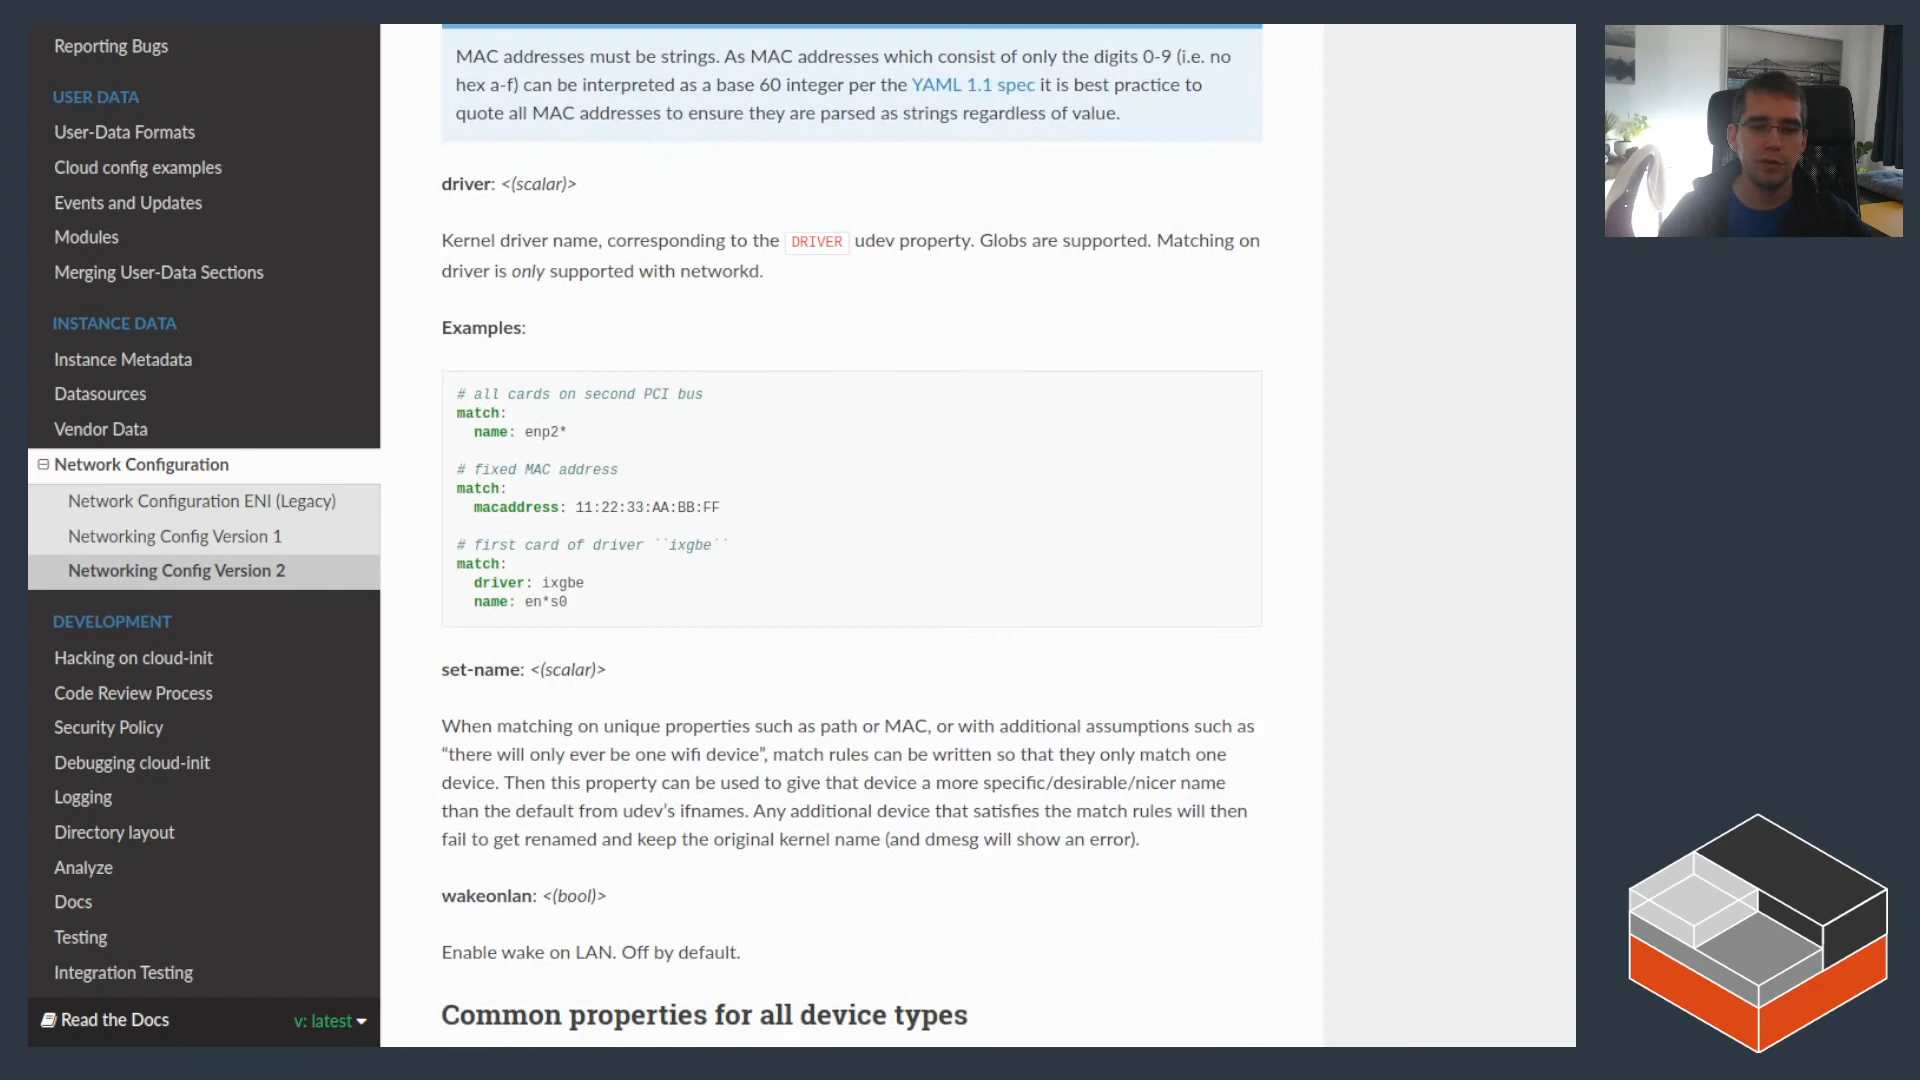 Reporting Bugs
USER DATA
User-Data Formats
Cloud config examples
Events and Updates
Modules
Merging User-Data Sections
INSTANCE DATA
Instance Metadata
Datasources
Vendor Data
Network Configuration
Network Configuration ENI (Legacy)
Networking Config Version 1
Networking Config Version 2
DEVELOPMENT
Hacking on cloud-init
Code Review Process
Security Policy
Debugging cloud-init
Logging
Directory layout
Analyze
Docs
Testing
Integration Testing
Read the Docs v: latest
MAC addresses must be strings. As MAC addresses which consist of only the digits 0-9 (i.e. no
hex a-f) can be interpreted as a base 60 integer per the YAML 1.1 spec it is best practice to
quote all MAC addresses to ensure they are parsed as strings regardless of value.
driver: <(scalar)>
Kernel driver name, corresponding to the DRIVER udev property. Globs are supported. Matching on
driver is only supported with networkd.
Examples:
# all cards on second PCI bus
match:
  name: enp2*
# fixed MAC address
match:
  macaddress: 11:22:33:AA:BB:FF
# first card of driver ``ixgbe``
match:
  driver: ixgbe
  name: en*s0
set-name: <(scalar)>
When matching on unique properties such as path or MAC, or with additional assumptions such as
“there will only ever be one wifi device”, match rules can be written so that they only match one
device. Then this property can be used to give that device a more specific/desirable/nicer name
than the default from udev’s ifnames. Any additional device that satisfies the match rules will then
fail to get renamed and keep the original kernel name (and dmesg will show an error).
wakeonlan: <(bool)>
Enable wake on LAN. Off by default.
Common properties for all device types